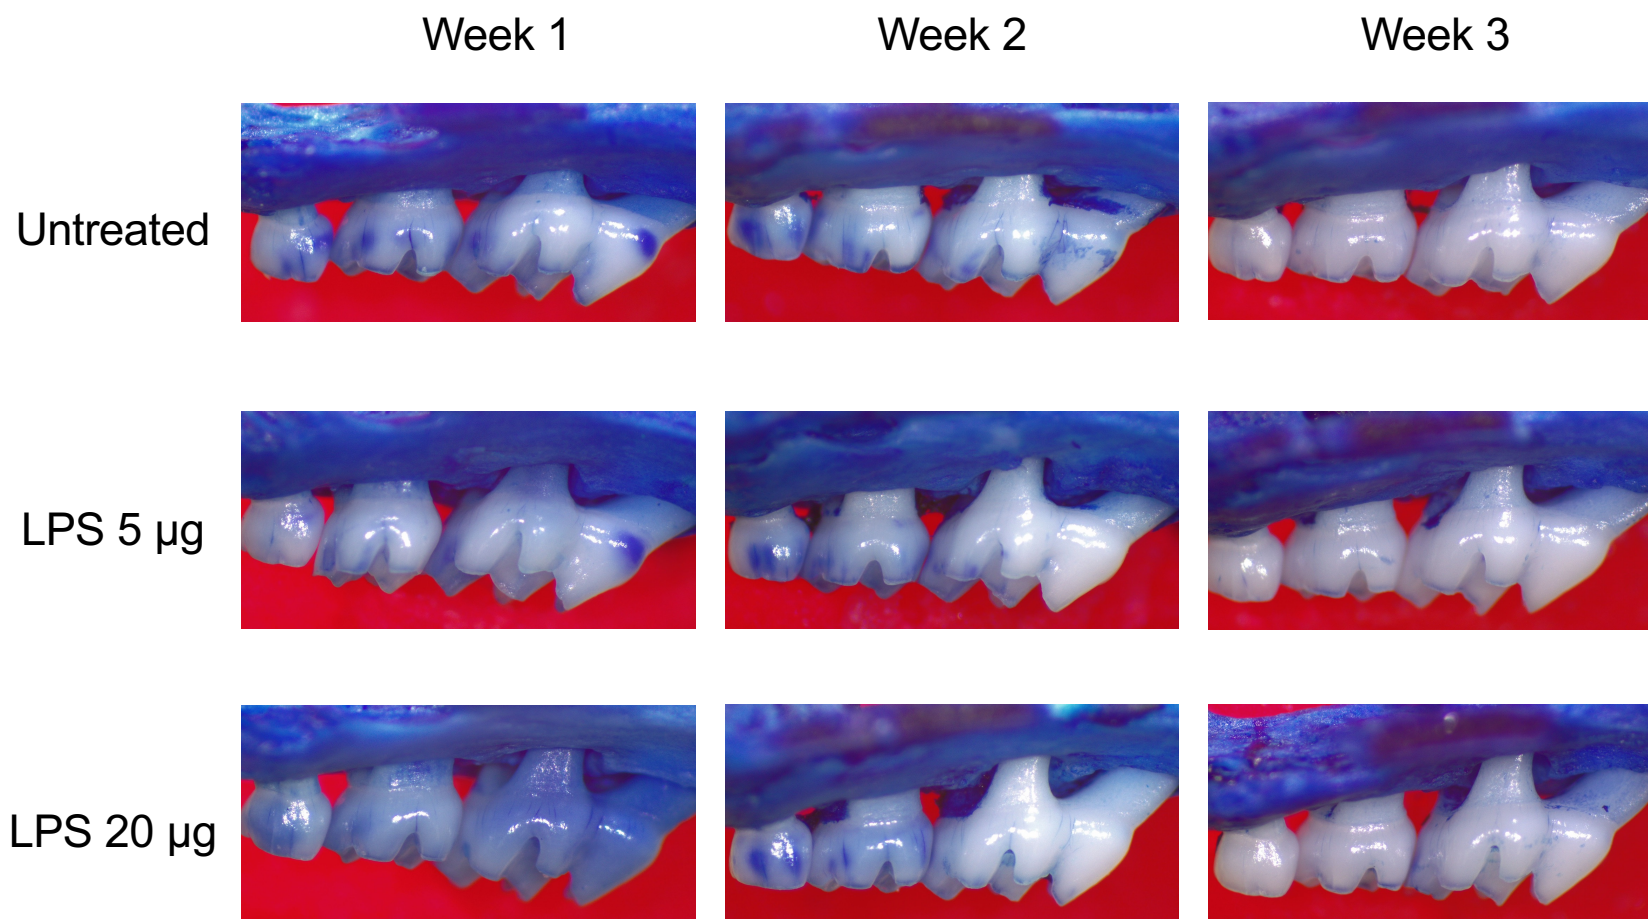 Week 1
Week 2
Week 3
Untreated
LPS 5 μg
LPS 20 μg